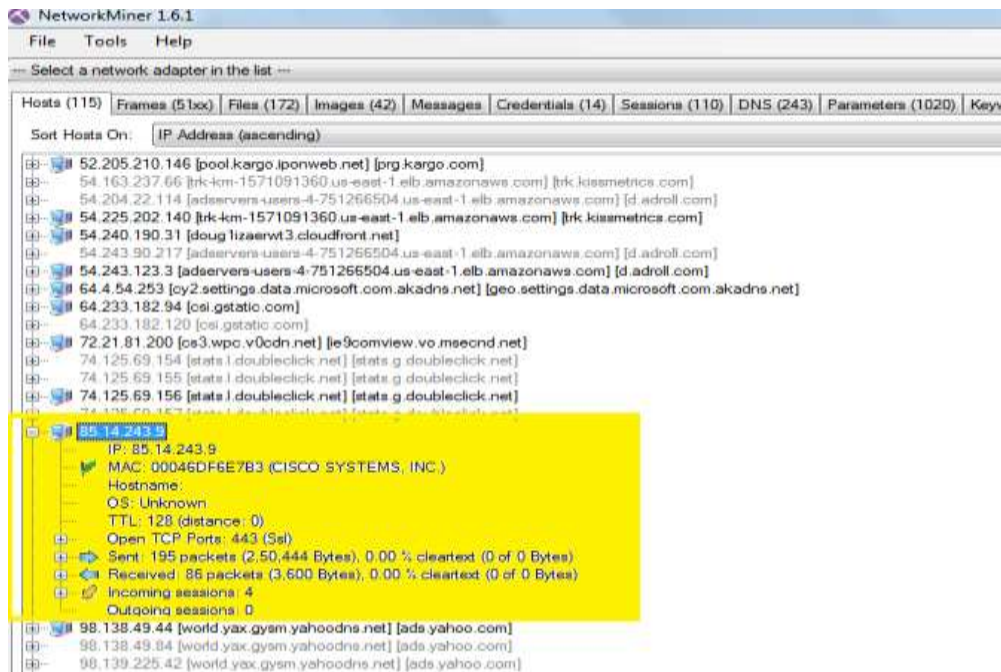 NetworkMiner 1.6.1
File Tools Help
--- Select a network adapter in the list ---
Hosts (115) Frames (51xx) Files (172) Images (42) Messages Credentials (14) Sessions (110) DNS (243) Parameters (1020) Keyw
Sort Hosts On: IP Address (ascending)
52.205.210.146 [pool.kargo.iponweb.net] [prg.kargo.com]
54.163.237.66 [trk-km-1571091360.us-east-1.elb.amazonaws.com] [trk.kissmetrics.com]
54.204.22.114 [adservers-users-4-751266504.us-east-1.elb.amazonaws.com] [d.adroll.com]
54.225.202.140 [trk-km-1571091360.us-east-1.elb.amazonaws.com] [trk.kissmetrics.com]
54.240.190.31 [doug1izaerwt3.cloudfront.net]
54.243.90.217 [adservers-users-4-751266504.us-east-1.elb.amazonaws.com] [d.adroll.com]
54.243.123.3 [adservers-users-4-751266504.us-east-1.elb.amazonaws.com] [d.adroll.com]
64.4.54.253 [cy2.settings.data.microsoft.com.akadns.net] [geo.settings.data.microsoft.com.akadns.net]
64.233.182.94 [csi.gstatic.com]
64.233.182.120 [csi.gstatic.com]
72.21.81.200 [cs3.wpc.v0cdn.net] [ie9comview.vo.msecnd.net]
74.125.69.154 [stats.l.doubleclick.net] [stats.g.doubleclick.net]
74.125.69.155 [stats.l.doubleclick.net] [stats.g.doubleclick.net]
74.125.69.156 [stats.l.doubleclick.net] [stats.g.doubleclick.net]
85.14.243.9
IP: 85.14.243.9
MAC: 00046DF6E7B3 (CISCO SYSTEMS, INC.)
Hostname:
OS: Unknown
TTL: 128 (distance: 0)
Open TCP Ports: 443 (Ssl)
Sent: 195 packets (2,50,444 Bytes), 0.00 % cleartext (0 of 0 Bytes)
Received: 86 packets (3,600 Bytes), 0.00 % cleartext (0 of 0 Bytes)
Incoming sessions: 4
Outgoing sessions: 0
98.138.49.44 [world.yax.gysm.yahoodns.net] [ads.yahoo.com]
98.138.49.84 [world.yax.gysm.yahoodns.net] [ads.yahoo.com]
98.139.225.42 [world.yax.gysm.yahoodns.net] [ads.yahoo.com]